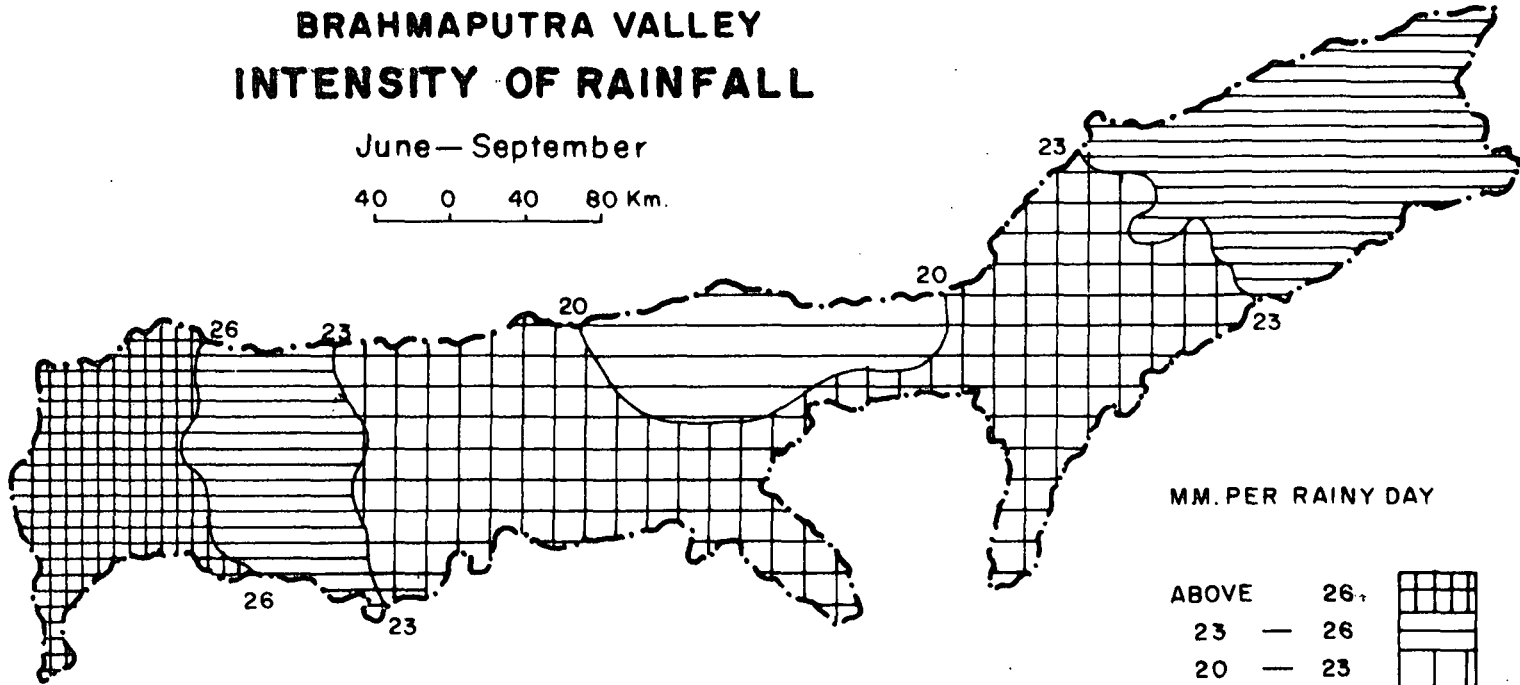 BRAHMAPUTRA VALLEY
INTENSITY OF RAINFALL
June—September
40 0 40 80 Km.
23
20
20
23
26
23
26
23
MM. PER RAINY DAY
ABOVE 26
23 — 26
20 — 23